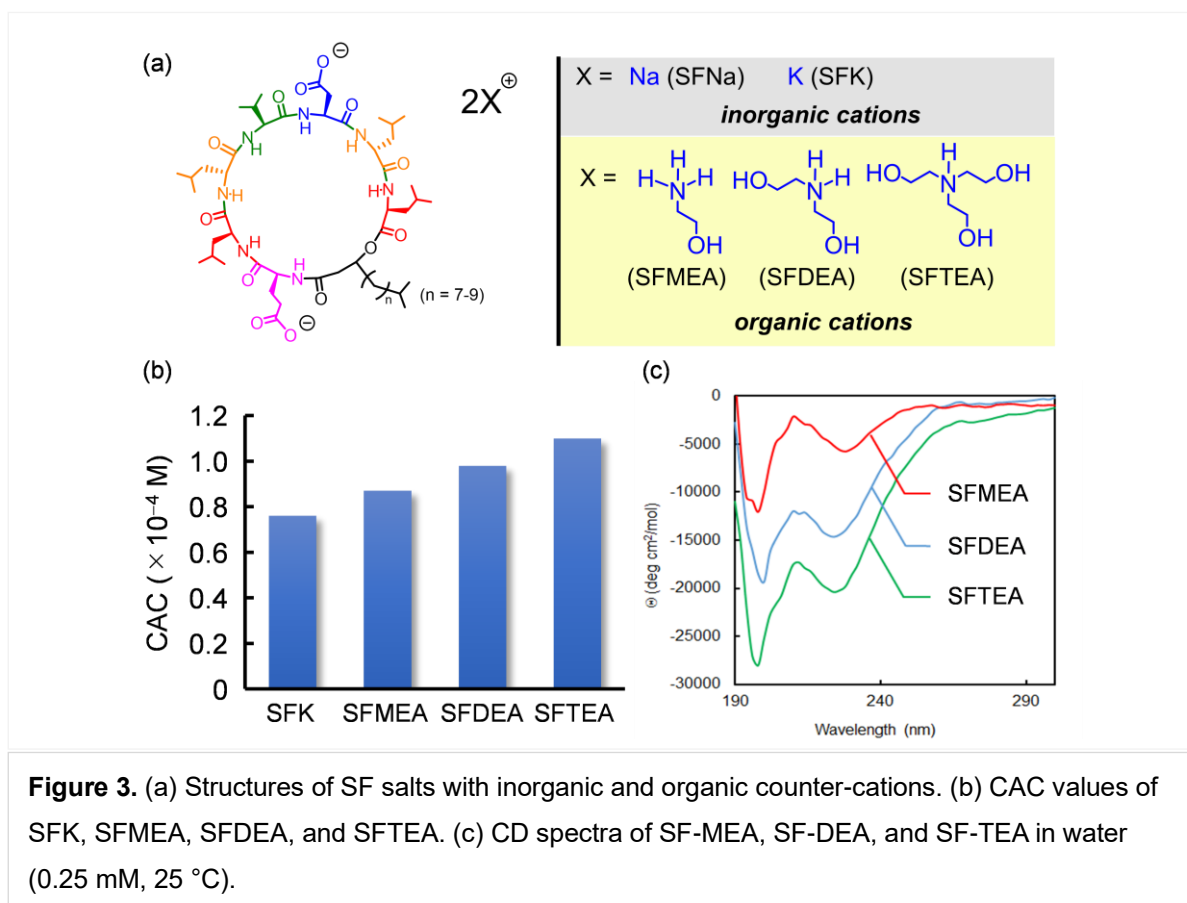 (a)
2X⊕
X = Na (SFNa) K (SFK)
inorganic cations
X =
H
H N H
OH
(SFMEA)
HO
H
N H
OH
(SFDEA)
HO
H
N
OH
OH
(SFTEA)
organic cations
O ⊖
O
O
O
N
H
H
N
O
H
N
O
N H
O
N H
O
O
N H
O
N H
O
H
N
O
O
O ⊖
n
(n = 7-9)
(b)
CAC ( × 10⁻⁴ M)
1.2
1.0
0.8
0.6
0.4
0.2
0
SFK SFMEA SFDEA SFTEA
(c)
Θ (deg cm²/mol)
0
-5000
-10000
-15000
-20000
-25000
-30000
190 240 290
Wavelength (nm)
SFMEA
SFDEA
SFTEA
Figure 3. (a) Structures of SF salts with inorganic and organic counter-cations. (b) CAC values of
SFK, SFMEA, SFDEA, and SFTEA. (c) CD spectra of SF-MEA, SF-DEA, and SF-TEA in water
(0.25 mM, 25 °C).